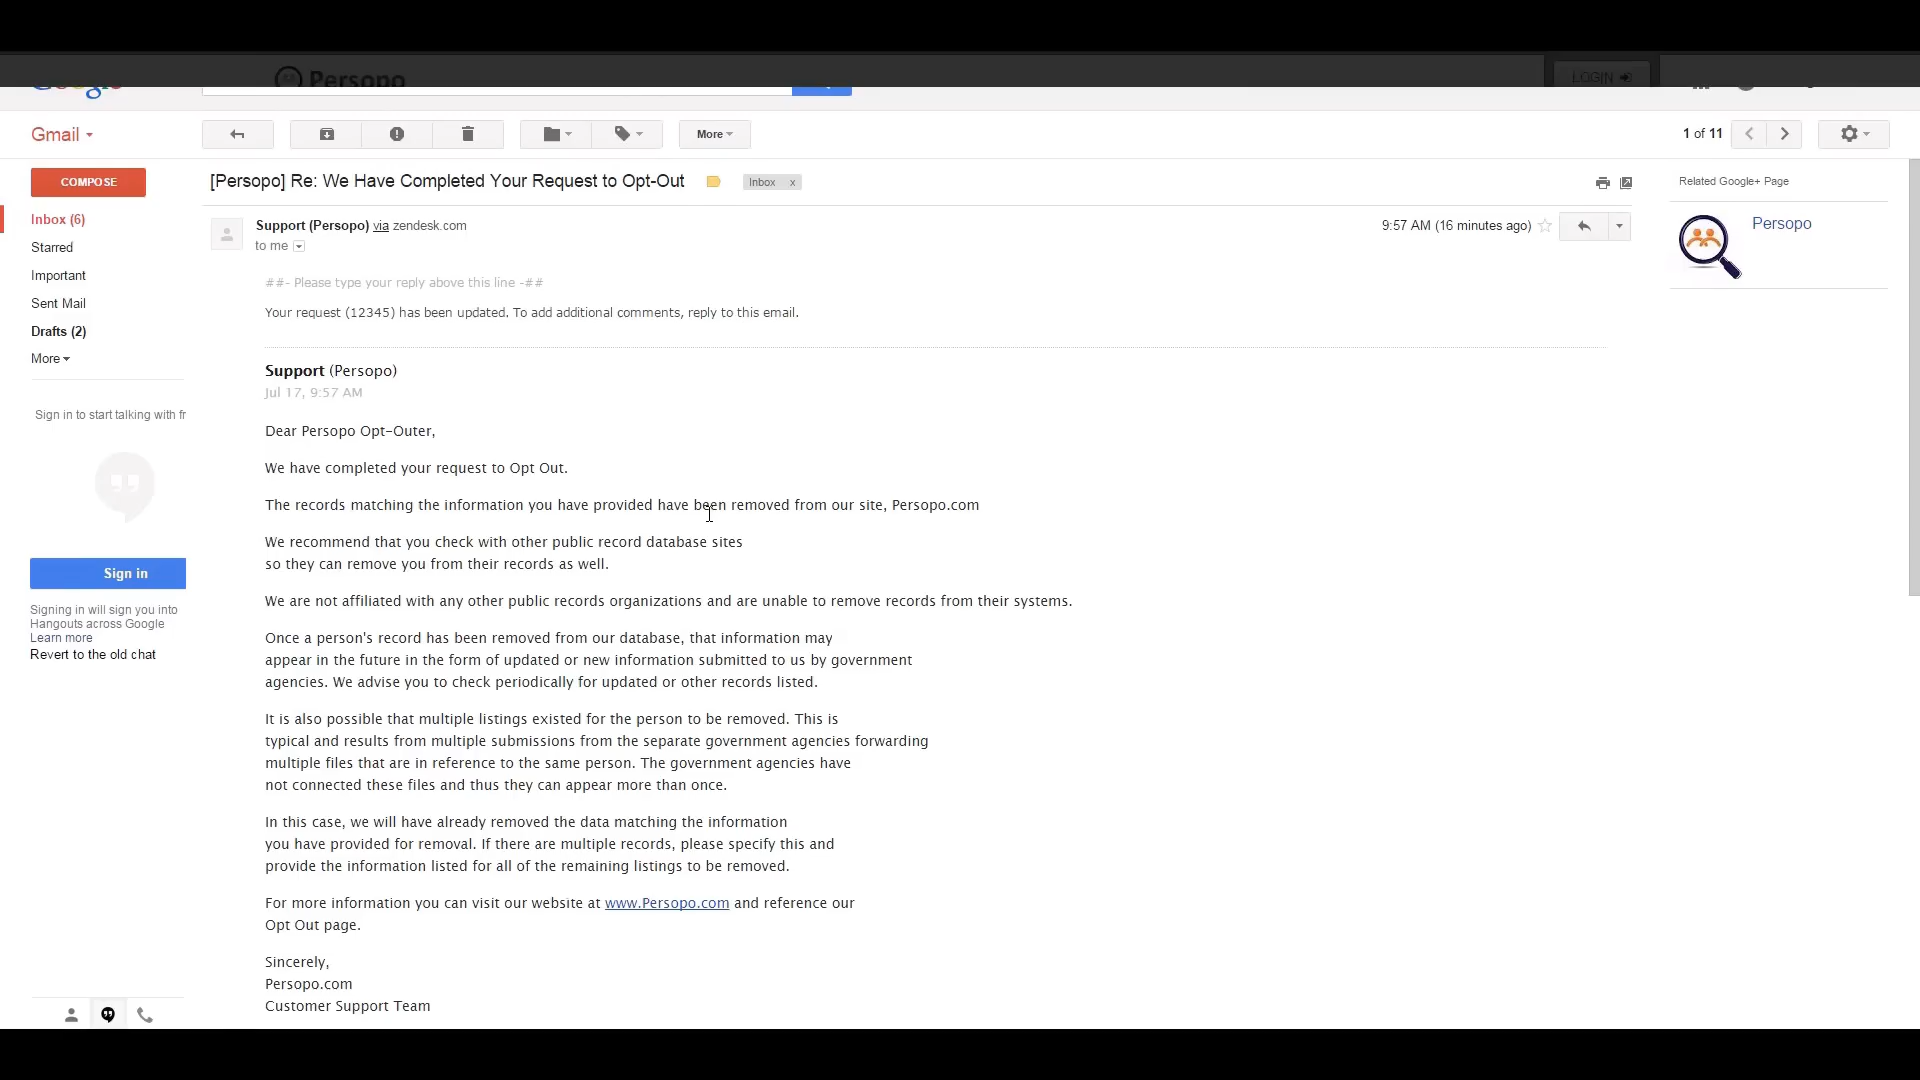 Persopo
LOGIN
Google
Gmail
More
1 of 11
COMPOSE
[Persopo] Re: We Have Completed Your Request to Opt-Out
Inbox x
Related Google+ Page
Inbox (6)
Support (Persopo) via zendesk.com
9:57 AM (16 minutes ago)
Persopo
to me
Starred
Important
Sent Mail
Drafts (2)
More
##- Please type your reply above this line -##
Your request (12345) has been updated. To add additional comments, reply to this email.
Support (Persopo)
Jul 17, 9:57 AM
Sign in to start talking with fr
Dear Persopo Opt-Outer,
We have completed your request to Opt Out.
The records matching the information you have provided have been removed from our site, Persopo.com
We recommend that you check with other public record database sites
so they can remove you from their records as well.
Sign in
We are not affiliated with any other public records organizations and are unable to remove records from their systems.
Signing in will sign you into
Hangouts across Google
Learn more
Revert to the old chat
Once a person's record has been removed from our database, that information may
appear in the future in the form of updated or new information submitted to us by government
agencies. We advise you to check periodically for updated or other records listed.
It is also possible that multiple listings existed for the person to be removed. This is
typical and results from multiple submissions from the separate government agencies forwarding
multiple files that are in reference to the same person. The government agencies have
not connected these files and thus they can appear more than once.
In this case, we will have already removed the data matching the information
you have provided for removal. If there are multiple records, please specify this and
provide the information listed for all of the remaining listings to be removed.
For more information you can visit our website at www.Persopo.com and reference our
Opt Out page.
Sincerely,
Persopo.com
Customer Support Team